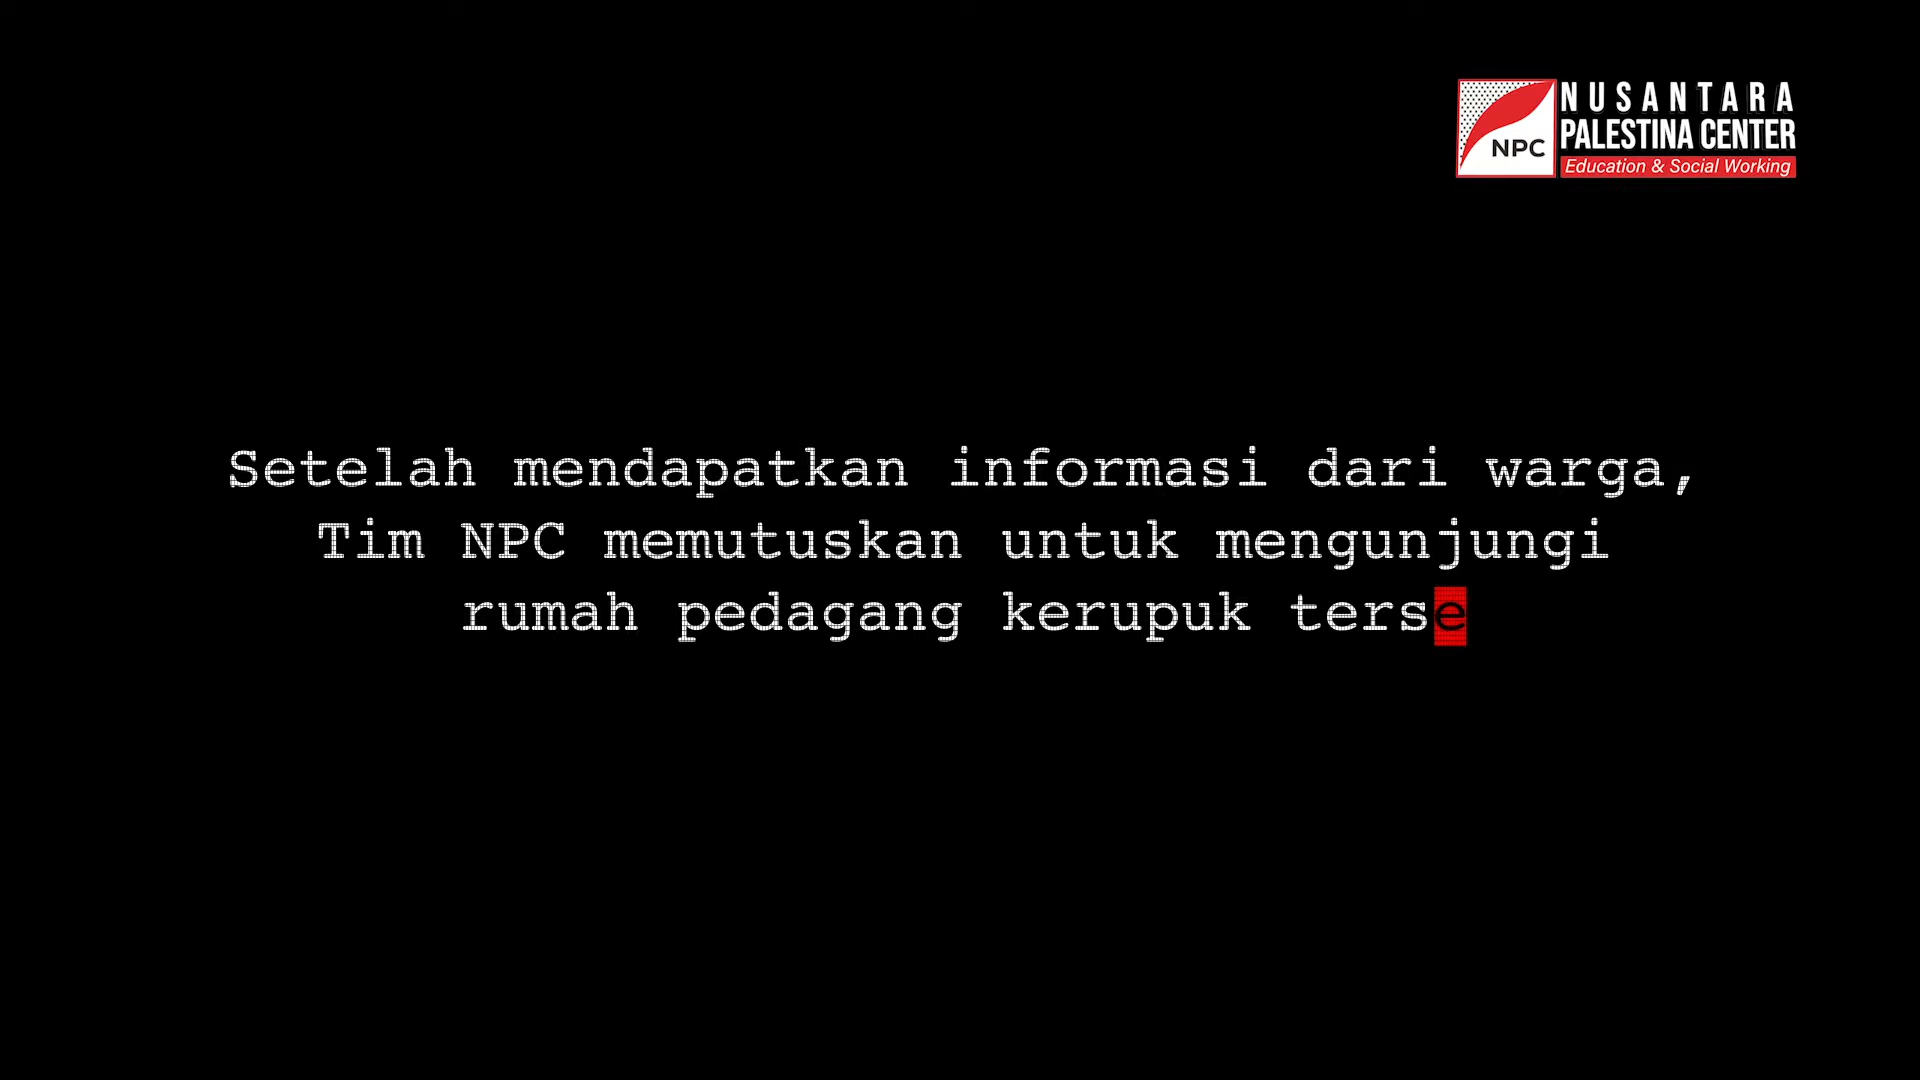 NUSANTARA
PALESTINA CENTER
NPC
Education & Social Working
Setelah mendapatkan informasi dari warga,
Tim NPC memutuskan untuk mengunjungi
rumah pedagang kerupuk terse